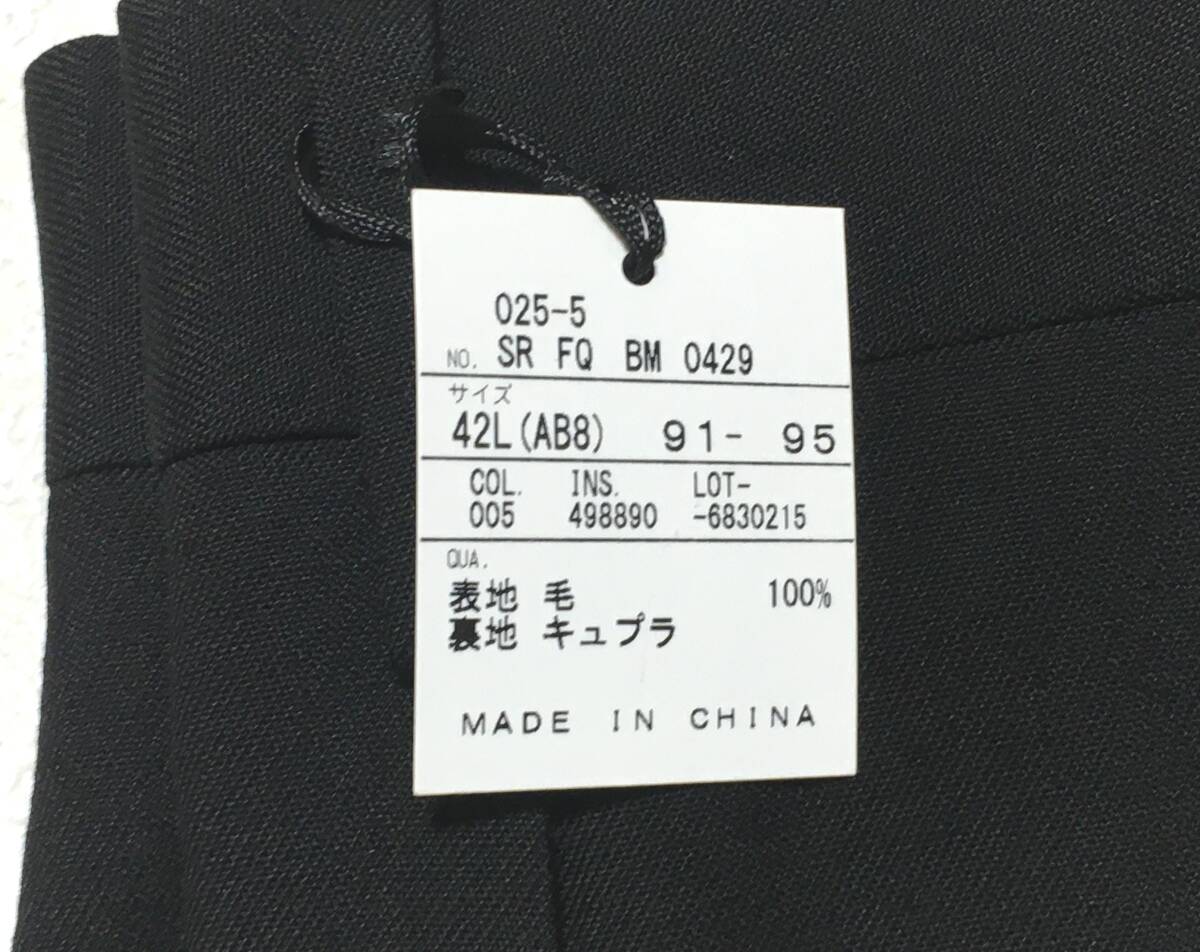 025-5
NO. SR FQ BM 0429
サイズ
42L(AB8) 91- 95
COL. INS. LOT-
005 498890 -6830215
QUA.
表地 毛 100%
裏地 キュプラ
MADE IN CHINA